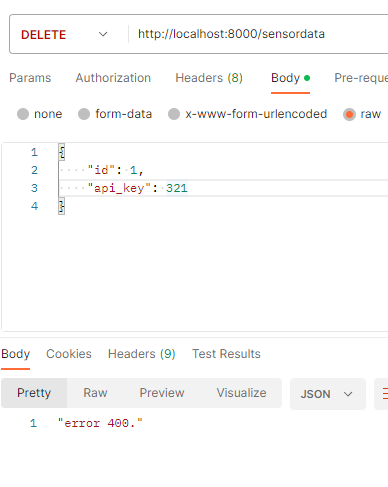 DELETE http://localhost:8000/sensordata
Params Authorization Headers (8) Body Pre-reque
none form-data x-www-form-urlencoded raw
1 {
2 "id": 1,
3 "api_key": 321
4 }
Body Cookies Headers (9) Test Results
Pretty Raw Preview Visualize JSON
1 "error 400."